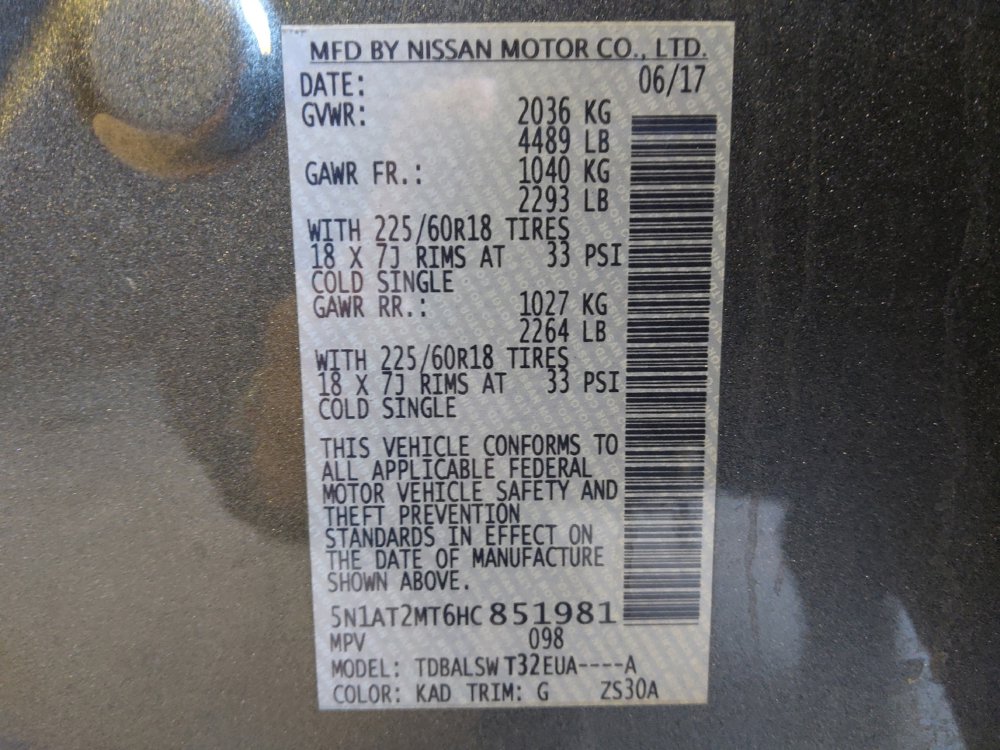 MFD BY NISSAN MOTOR CO., LTD.
DATE: 06/17
GVWR: 2036 KG
4489 LB
GAWR FR.: 1040 KG
2293 LB
WITH 225/60R18 TIRES
18 X 7J RIMS AT 33 PSI
COLD SINGLE
GAWR RR.: 1027 KG
2264 LB
WITH 225/60R18 TIRES
18 X 7J RIMS AT 33 PSI
COLD SINGLE
THIS VEHICLE CONFORMS TO
ALL APPLICABLE FEDERAL
MOTOR VEHICLE SAFETY AND
THEFT PREVENTION
STANDARDS IN EFFECT ON
THE DATE OF MANUFACTURE
SHOWN ABOVE.
5N1AT2MT6HC851981
MPV 098
MODEL: TDBALSW T32EUA----A
COLOR: KAD TRIM: G ZS30A